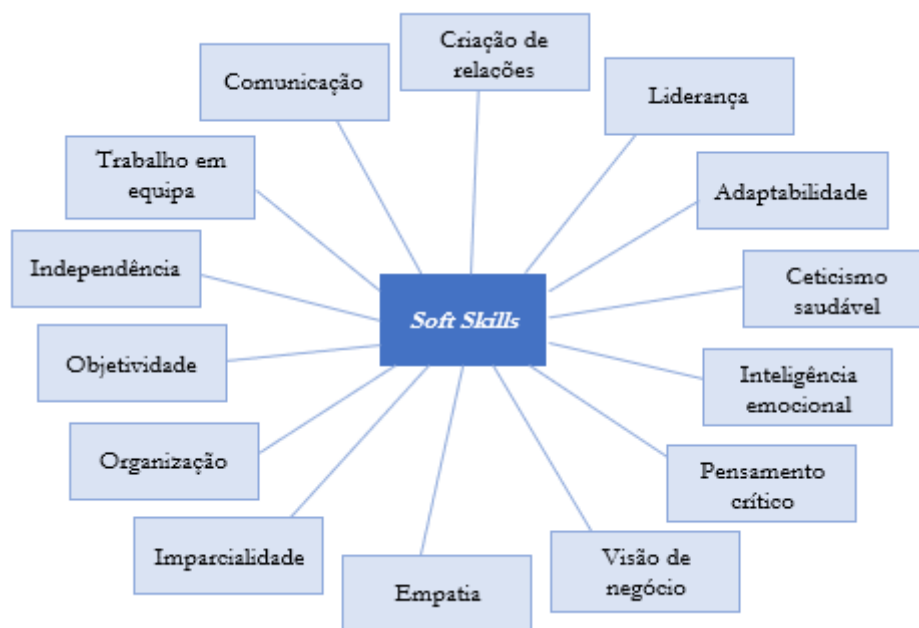 Criação de
relações
Comunicação
Liderança
Trabalho em
equipa
Adaptabilidade
Independência
Ceticismo
saudável
Soft Skills
Objetividade
Inteligência
emocional
Organização
Pensamento
crítico
Imparcialidade
Visão de
negócio
Empatia